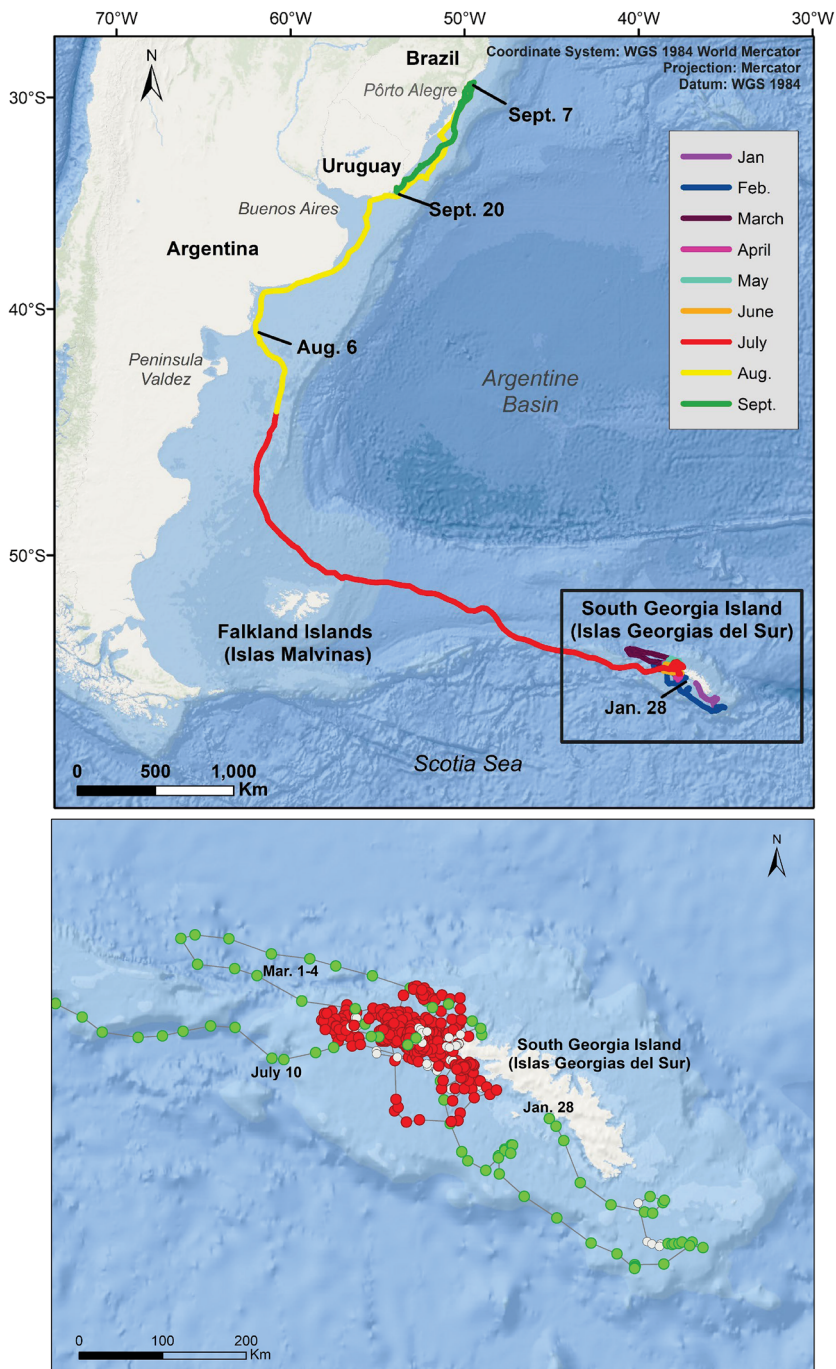 70°W 60°W 50°W 40°W 30°W
N
Brazil
Coordinate System: WGS 1984 World Mercator
Projection: Mercator
Datum: WGS 1984
Pôrto Alegre
30°S
Sept. 7
Uruguay
Buenos Aires
Sept. 20
Argentina
Jan
Feb.
March
April
May
June
July
Aug.
Sept.
40°S
Aug. 6
Peninsula
Valdez
Argentine
Basin
50°S
South Georgia Island
(Islas Georgias del Sur)
Falkland Islands
(Islas Malvinas)
Jan. 28
Scotia Sea
0 500 1,000
Km
N
Mar. 1-4
South Georgia Island
(Islas Georgias del Sur)
July 10
Jan. 28
0 100 200
Km